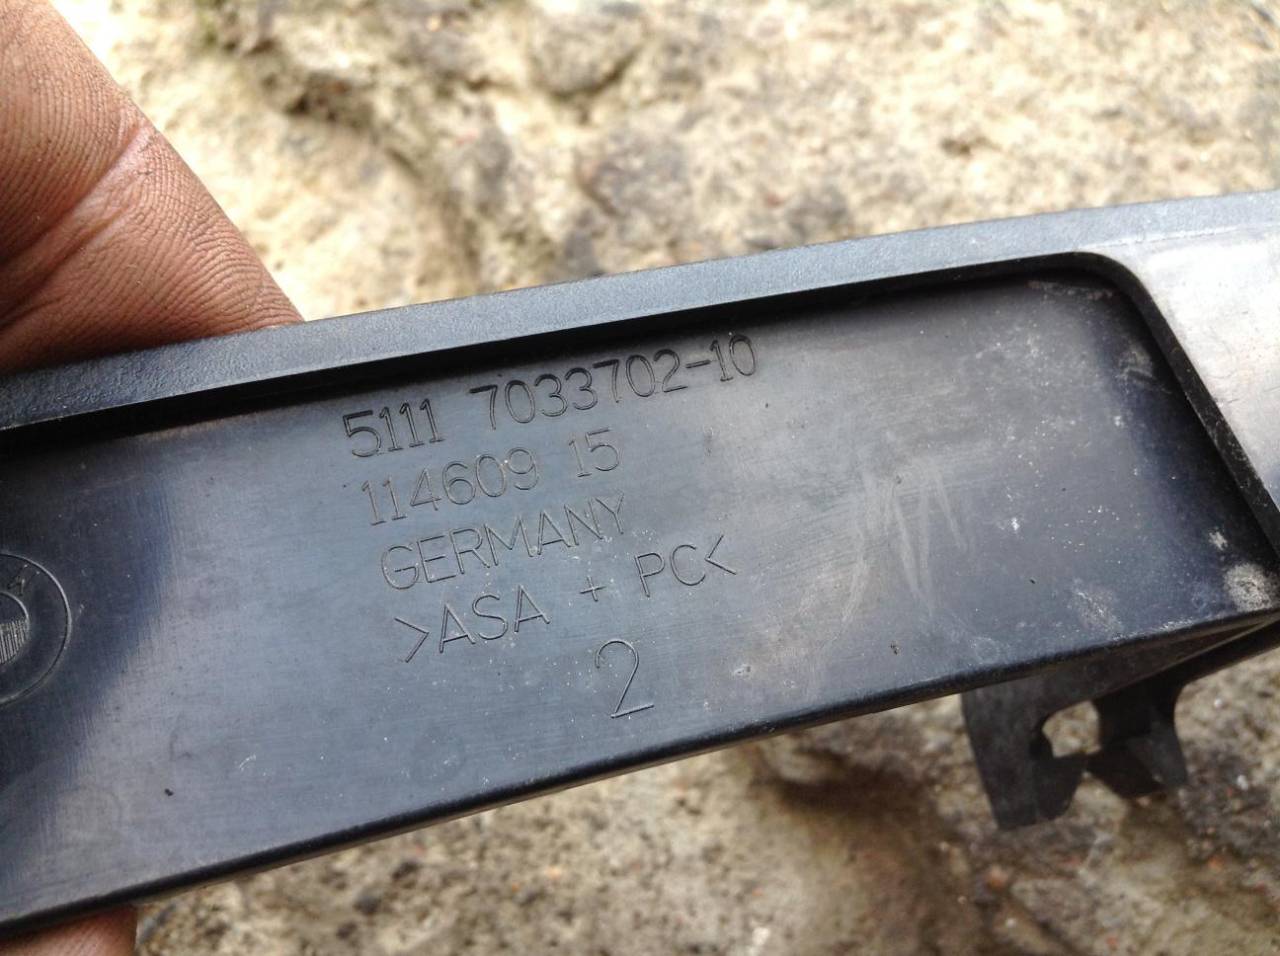 5111 7033702-10
114609 15
GERMANY
>ASA + PC<
2